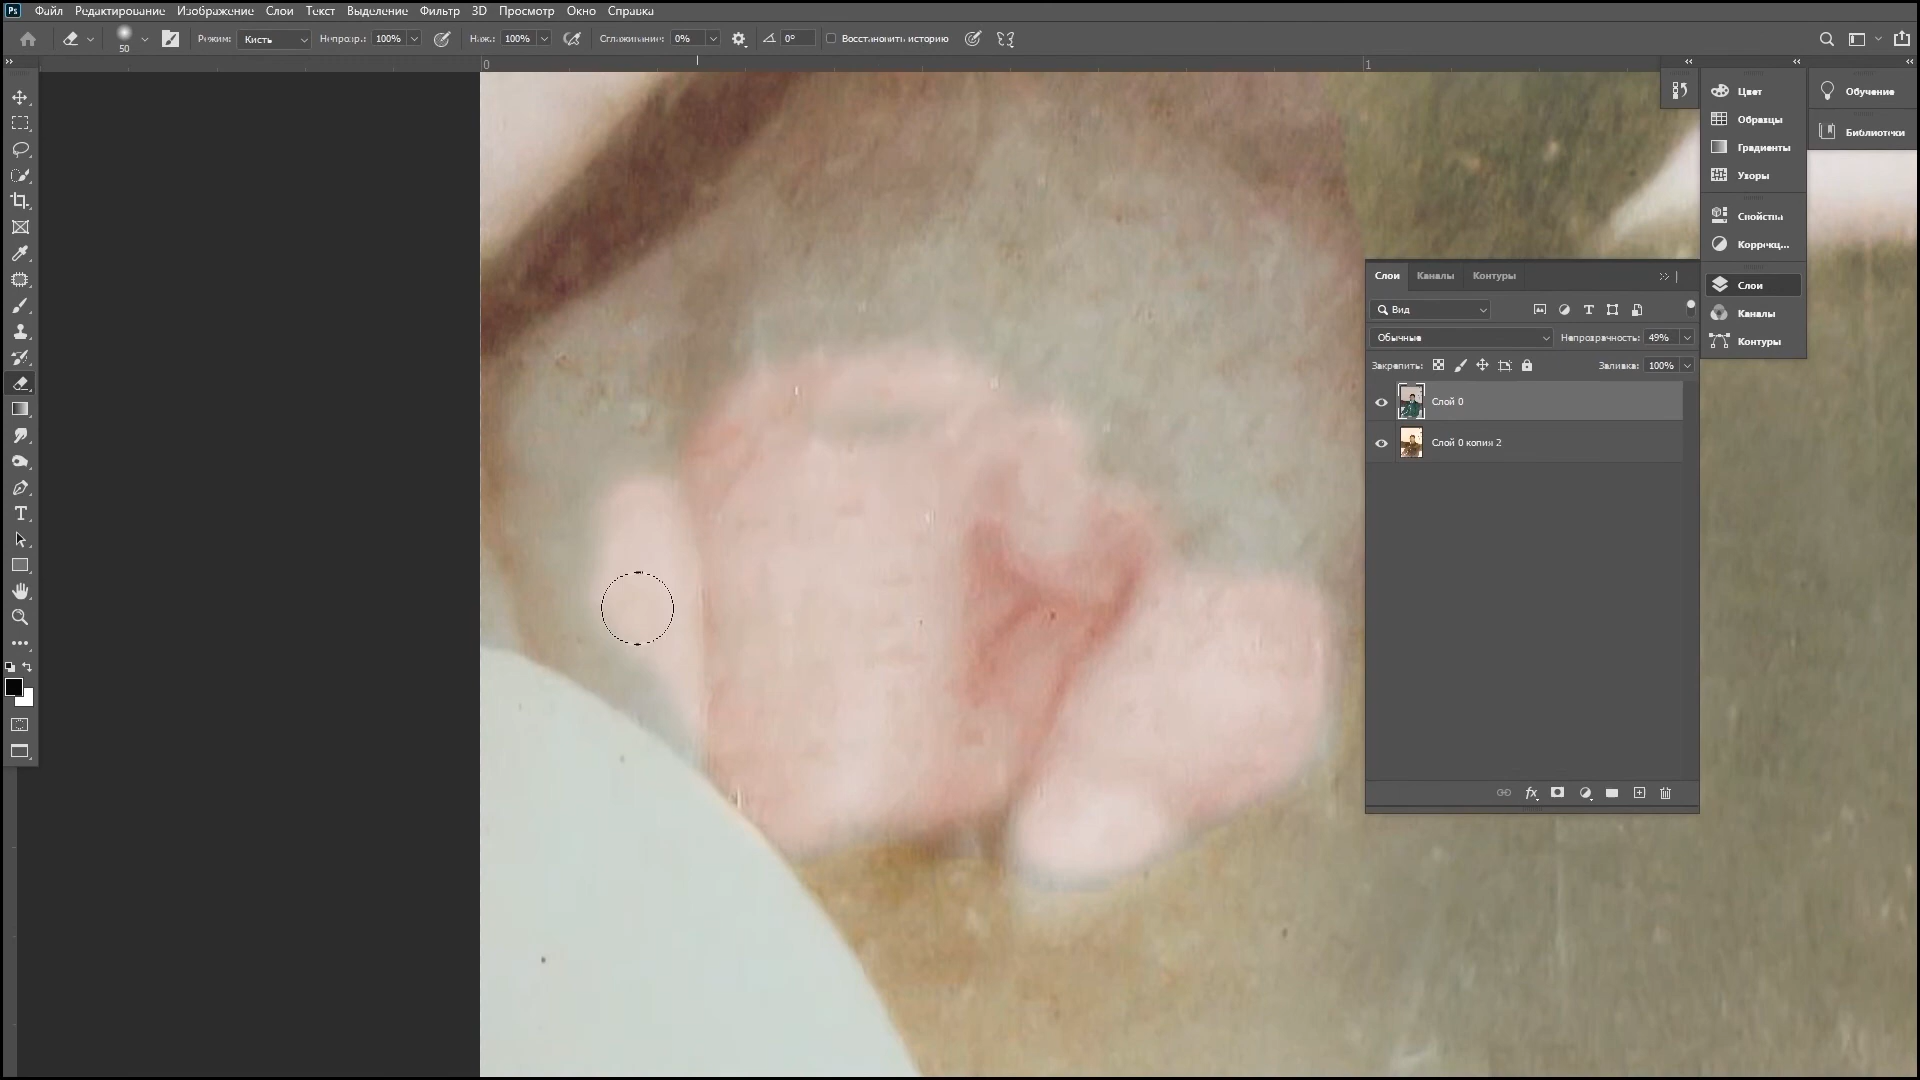 Ps Файл Редактирование Изображение Слои Текст Выделение Фильтр 3D Просмотр Окно Справка
50 Режим: Кисть Непрозр.: 100% Наж.: 100% Сглаживание: 0% 0° Восстановить историю
0 1
Цвет
Образцы
Градиенты
Узоры
Свойства
Коррекц...
Слои
Каналы
Контуры
Обучение
Библиотеки
Слои Каналы Контуры
Вид
Обычные Непрозрачность: 49%
Закрепить: Заливка: 100%
Слой 0
Слой 0 копия 2
fx